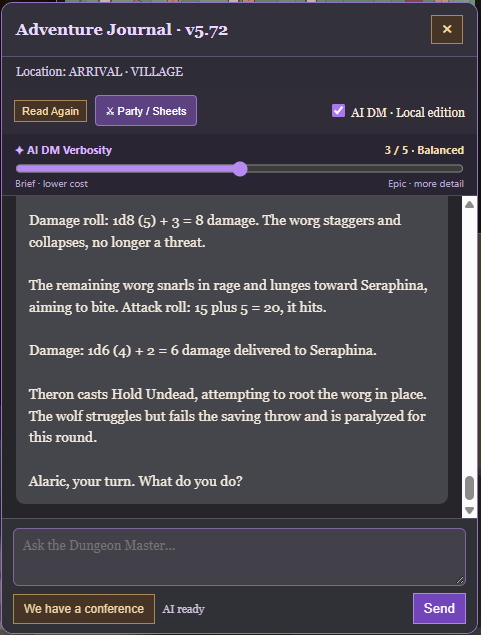 Adventure Journal · v5.72
×
Location: ARRIVAL · VILLAGE
Read Again
⚔ Party / Sheets
AI DM · Local edition
✦ AI DM Verbosity
3 / 5 · Balanced
Brief · lower cost
Epic · more detail
Damage roll: 1d8 (5) + 3 = 8 damage. The worg staggers and
collapses, no longer a threat.
The remaining worg snarls in rage and lunges toward Seraphina,
aiming to bite. Attack roll: 15 plus 5 = 20, it hits.
Damage: 1d6 (4) + 2 = 6 damage delivered to Seraphina.
Theron casts Hold Undead, attempting to root the worg in place.
The wolf struggles but fails the saving throw and is paralyzed for
this round.
Alaric, your turn. What do you do?
Ask the Dungeon Master...
We have a conference
AI ready
Send